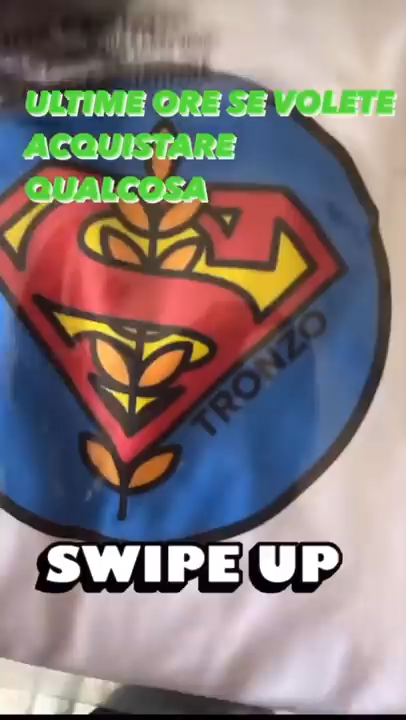 ULTIME ORE SE VOLETE
ACQUISTARE
QUALCOSA
S
TRONZO
SWIPE UP